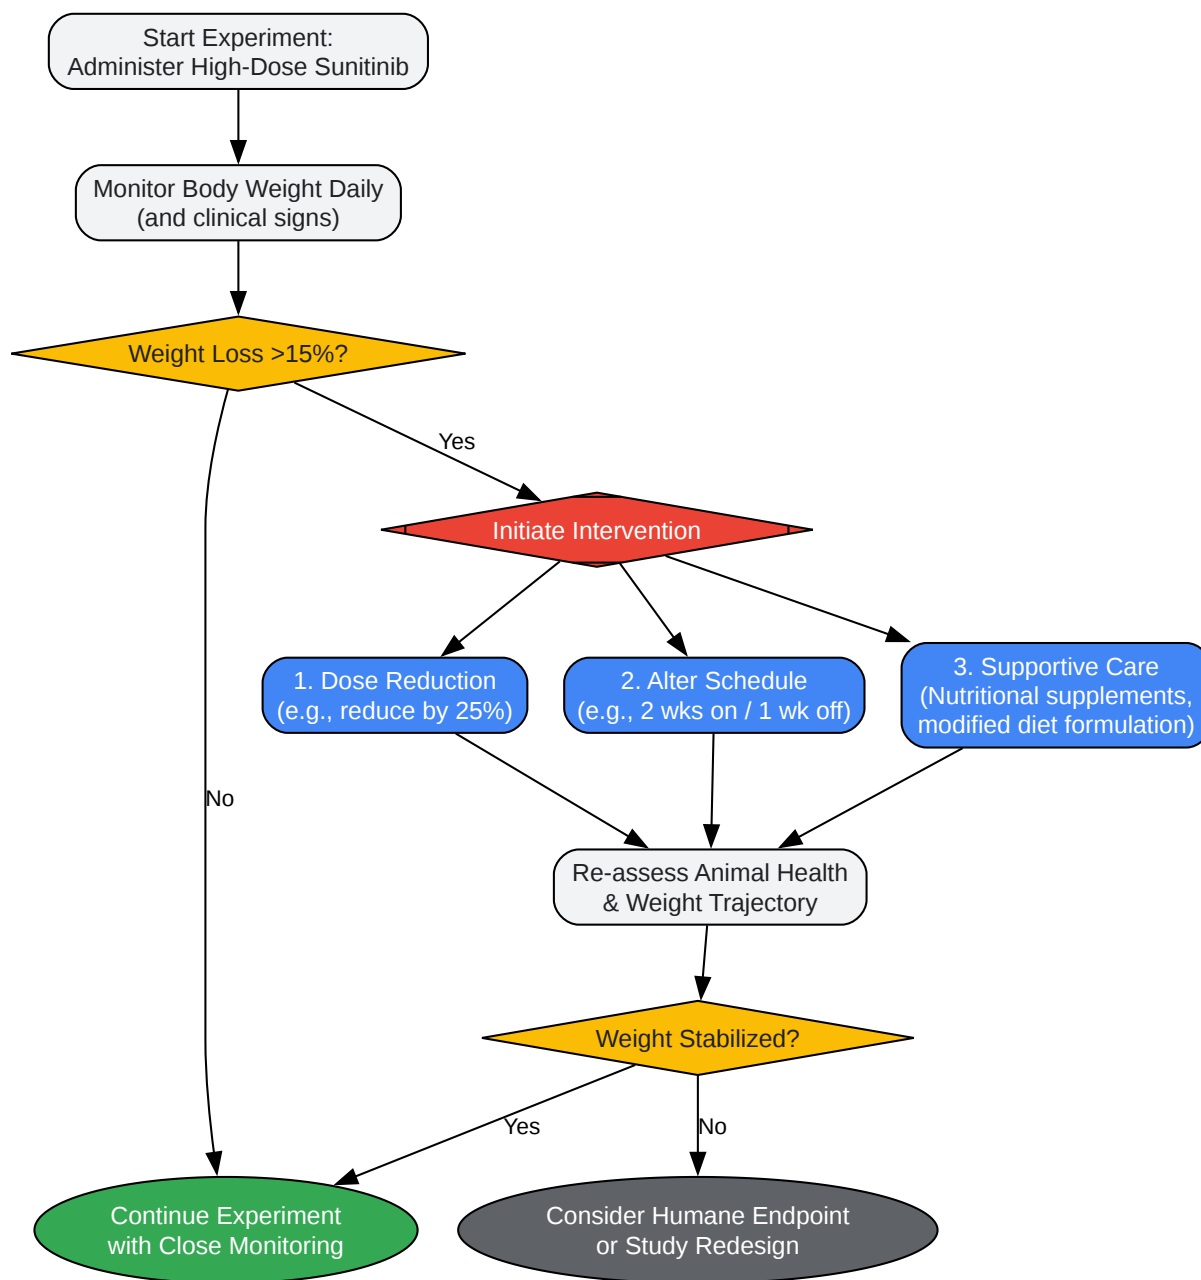 Start Experiment:
Administer High-Dose Sunitinib
Monitor Body Weight Daily
(and clinical signs)
Weight Loss >15%?
Yes
Initiate Intervention
1. Dose Reduction
(e.g., reduce by 25%)
2. Alter Schedule
(e.g., 2 wks on / 1 wk off)
3. Supportive Care
(Nutritional supplements,
modified diet formulation)
No
Re-assess Animal Health
& Weight Trajectory
Weight Stabilized?
Yes
No
Continue Experiment
with Close Monitoring
Consider Humane Endpoint
or Study Redesign